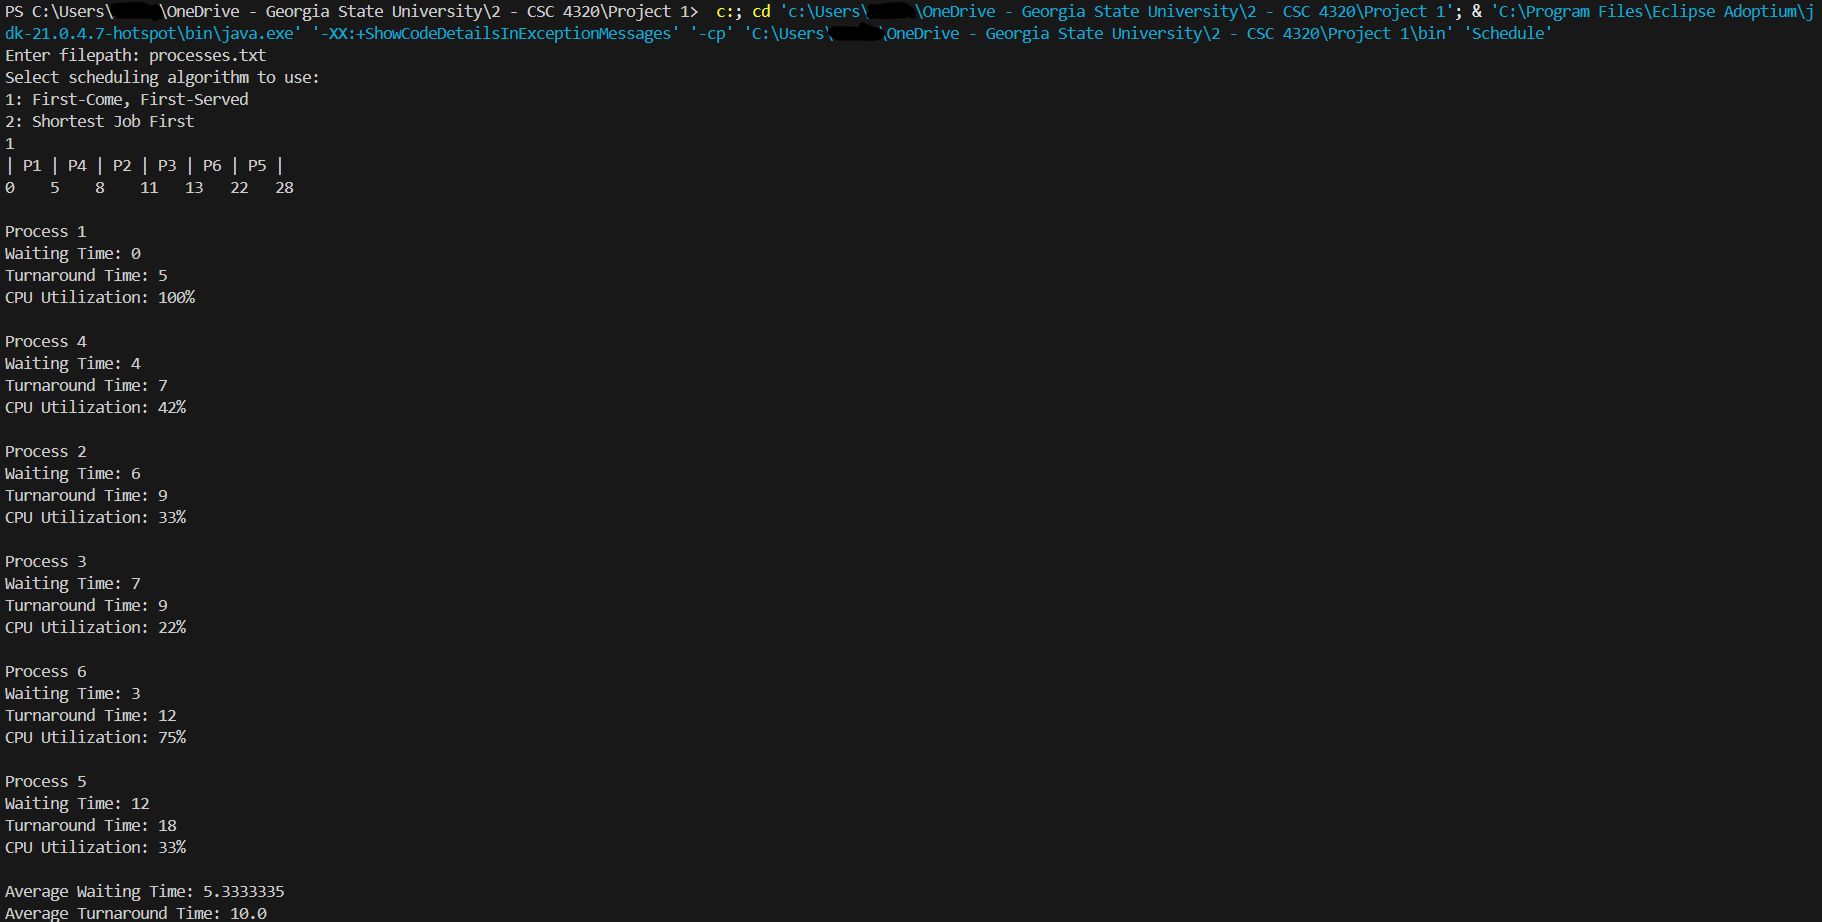 PS C:\Users\ \OneDrive - Georgia State University\2 - CSC 4320\Project 1>  c:; cd 'c:\Users\ \OneDrive - Georgia State University\2 - CSC 4320\Project 1'; & 'C:\Program Files\Eclipse Adoptium\j
dk-21.0.4.7-hotspot\bin\java.exe' '-XX:+ShowCodeDetailsInExceptionMessages' '-cp' 'C:\Users\ \OneDrive - Georgia State University\2 - CSC 4320\Project 1\bin' 'Schedule'
Enter filepath: processes.txt
Select scheduling algorithm to use:
1: First-Come, First-Served
2: Shortest Job First
1
| P1 | P4 | P2 | P3 | P6 | P5 |
0    5    8    11   13   22   28
Process 1
Waiting Time: 0
Turnaround Time: 5
CPU Utilization: 100%
Process 4
Waiting Time: 4
Turnaround Time: 7
CPU Utilization: 42%
Process 2
Waiting Time: 6
Turnaround Time: 9
CPU Utilization: 33%
Process 3
Waiting Time: 7
Turnaround Time: 9
CPU Utilization: 22%
Process 6
Waiting Time: 3
Turnaround Time: 12
CPU Utilization: 75%
Process 5
Waiting Time: 12
Turnaround Time: 18
CPU Utilization: 33%
Average Waiting Time: 5.3333335
Average Turnaround Time: 10.0